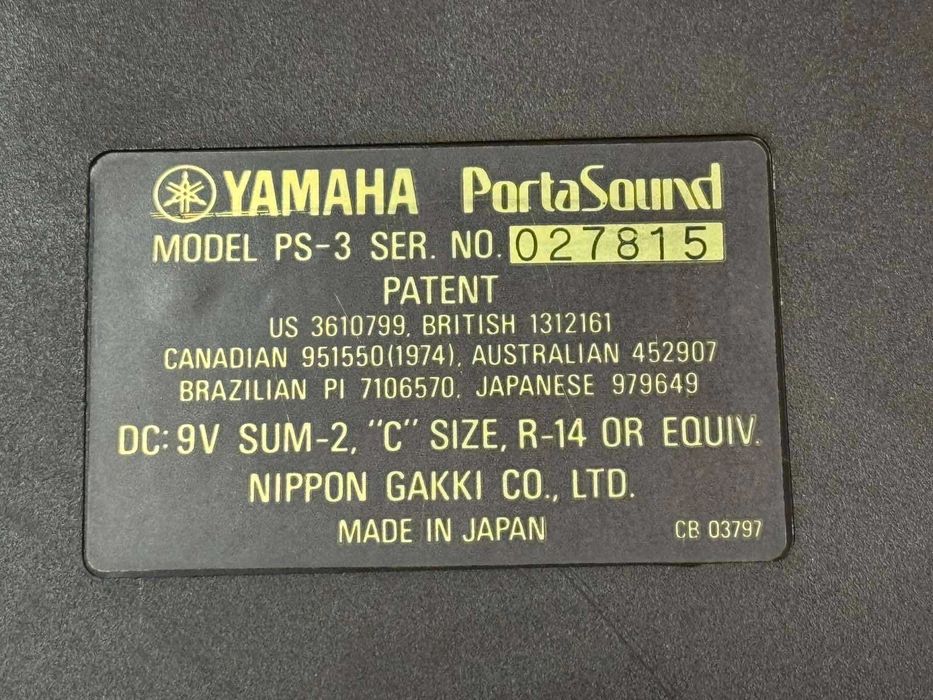 YAMAHA PortaSound
MODEL PS-3 SER. NO. 027815
PATENT
US 3610799, BRITISH 1312161
CANADIAN 951550(1974), AUSTRALIAN 452907
BRAZILIAN PI 7106570, JAPANESE 979649
DC: 9V SUM-2, "C" SIZE, R-14 OR EQUIV.
NIPPON GAKKI CO., LTD.
MADE IN JAPAN CB 03797